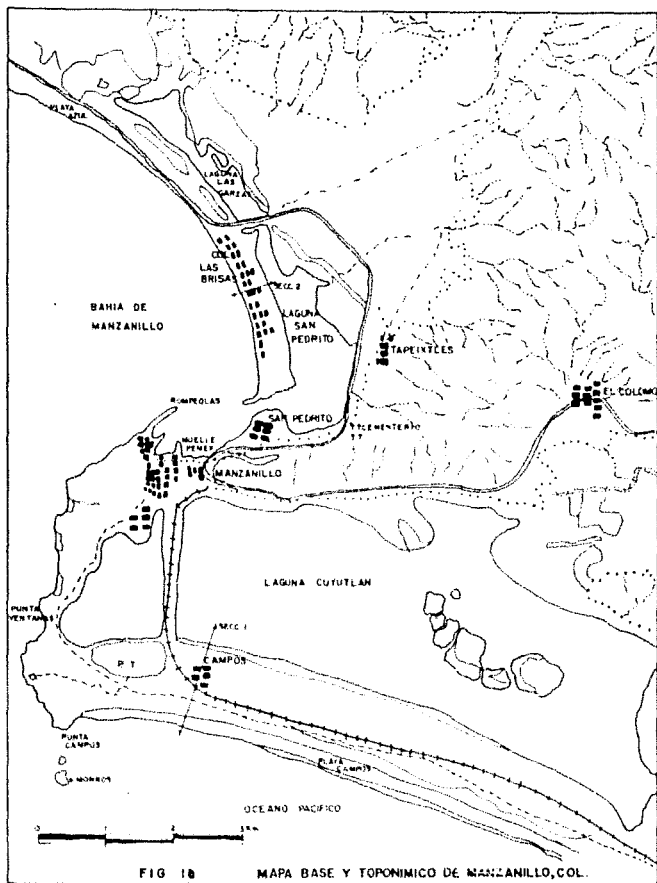 PLAYA
AZUL
LAGUNA
LAS
GARZAS
COL.
LAS
BRISAS
SECC. 2
BAHIA DE
MANZANILLO
LAGUNA
SAN
PEDRITO
TAPEIXTLES
EL COLOMO
ROMPEOLAS
SAN PEDRITO
CEMENTERIO
MUELLE
PEMEX
MANZANILLO
LAGUNA CUYUTLAN
PUNTA
VENTANAS
SECC. 1
P. T.
CAMPOS
PUNTA
CAMPOS
MORROS
PLAYA
CAMPOS
OCEANO PACIFICO
0 1 2 3 Km
FIG 1B MAPA BASE Y TOPONIMICO DE MANZANILLO, COL.